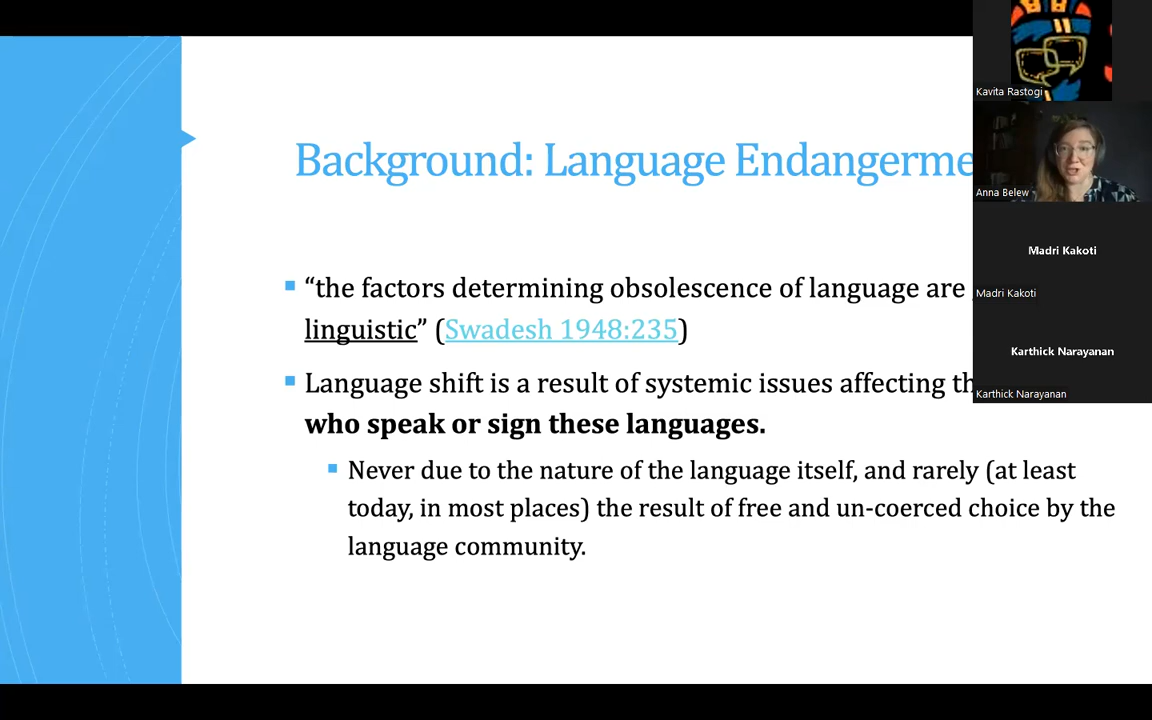 Background: Language Endangerme
“the factors determining obsolescence of language are
linguistic” (Swadesh 1948:235)
Language shift is a result of systemic issues affecting th
who speak or sign these languages.
Never due to the nature of the language itself, and rarely (at least
today, in most places) the result of free and un-coerced choice by the
language community.
Kavita Rastogi
Anna Belew
Madri Kakoti
Madri Kakoti
Karthick Narayanan
Karthick Narayanan